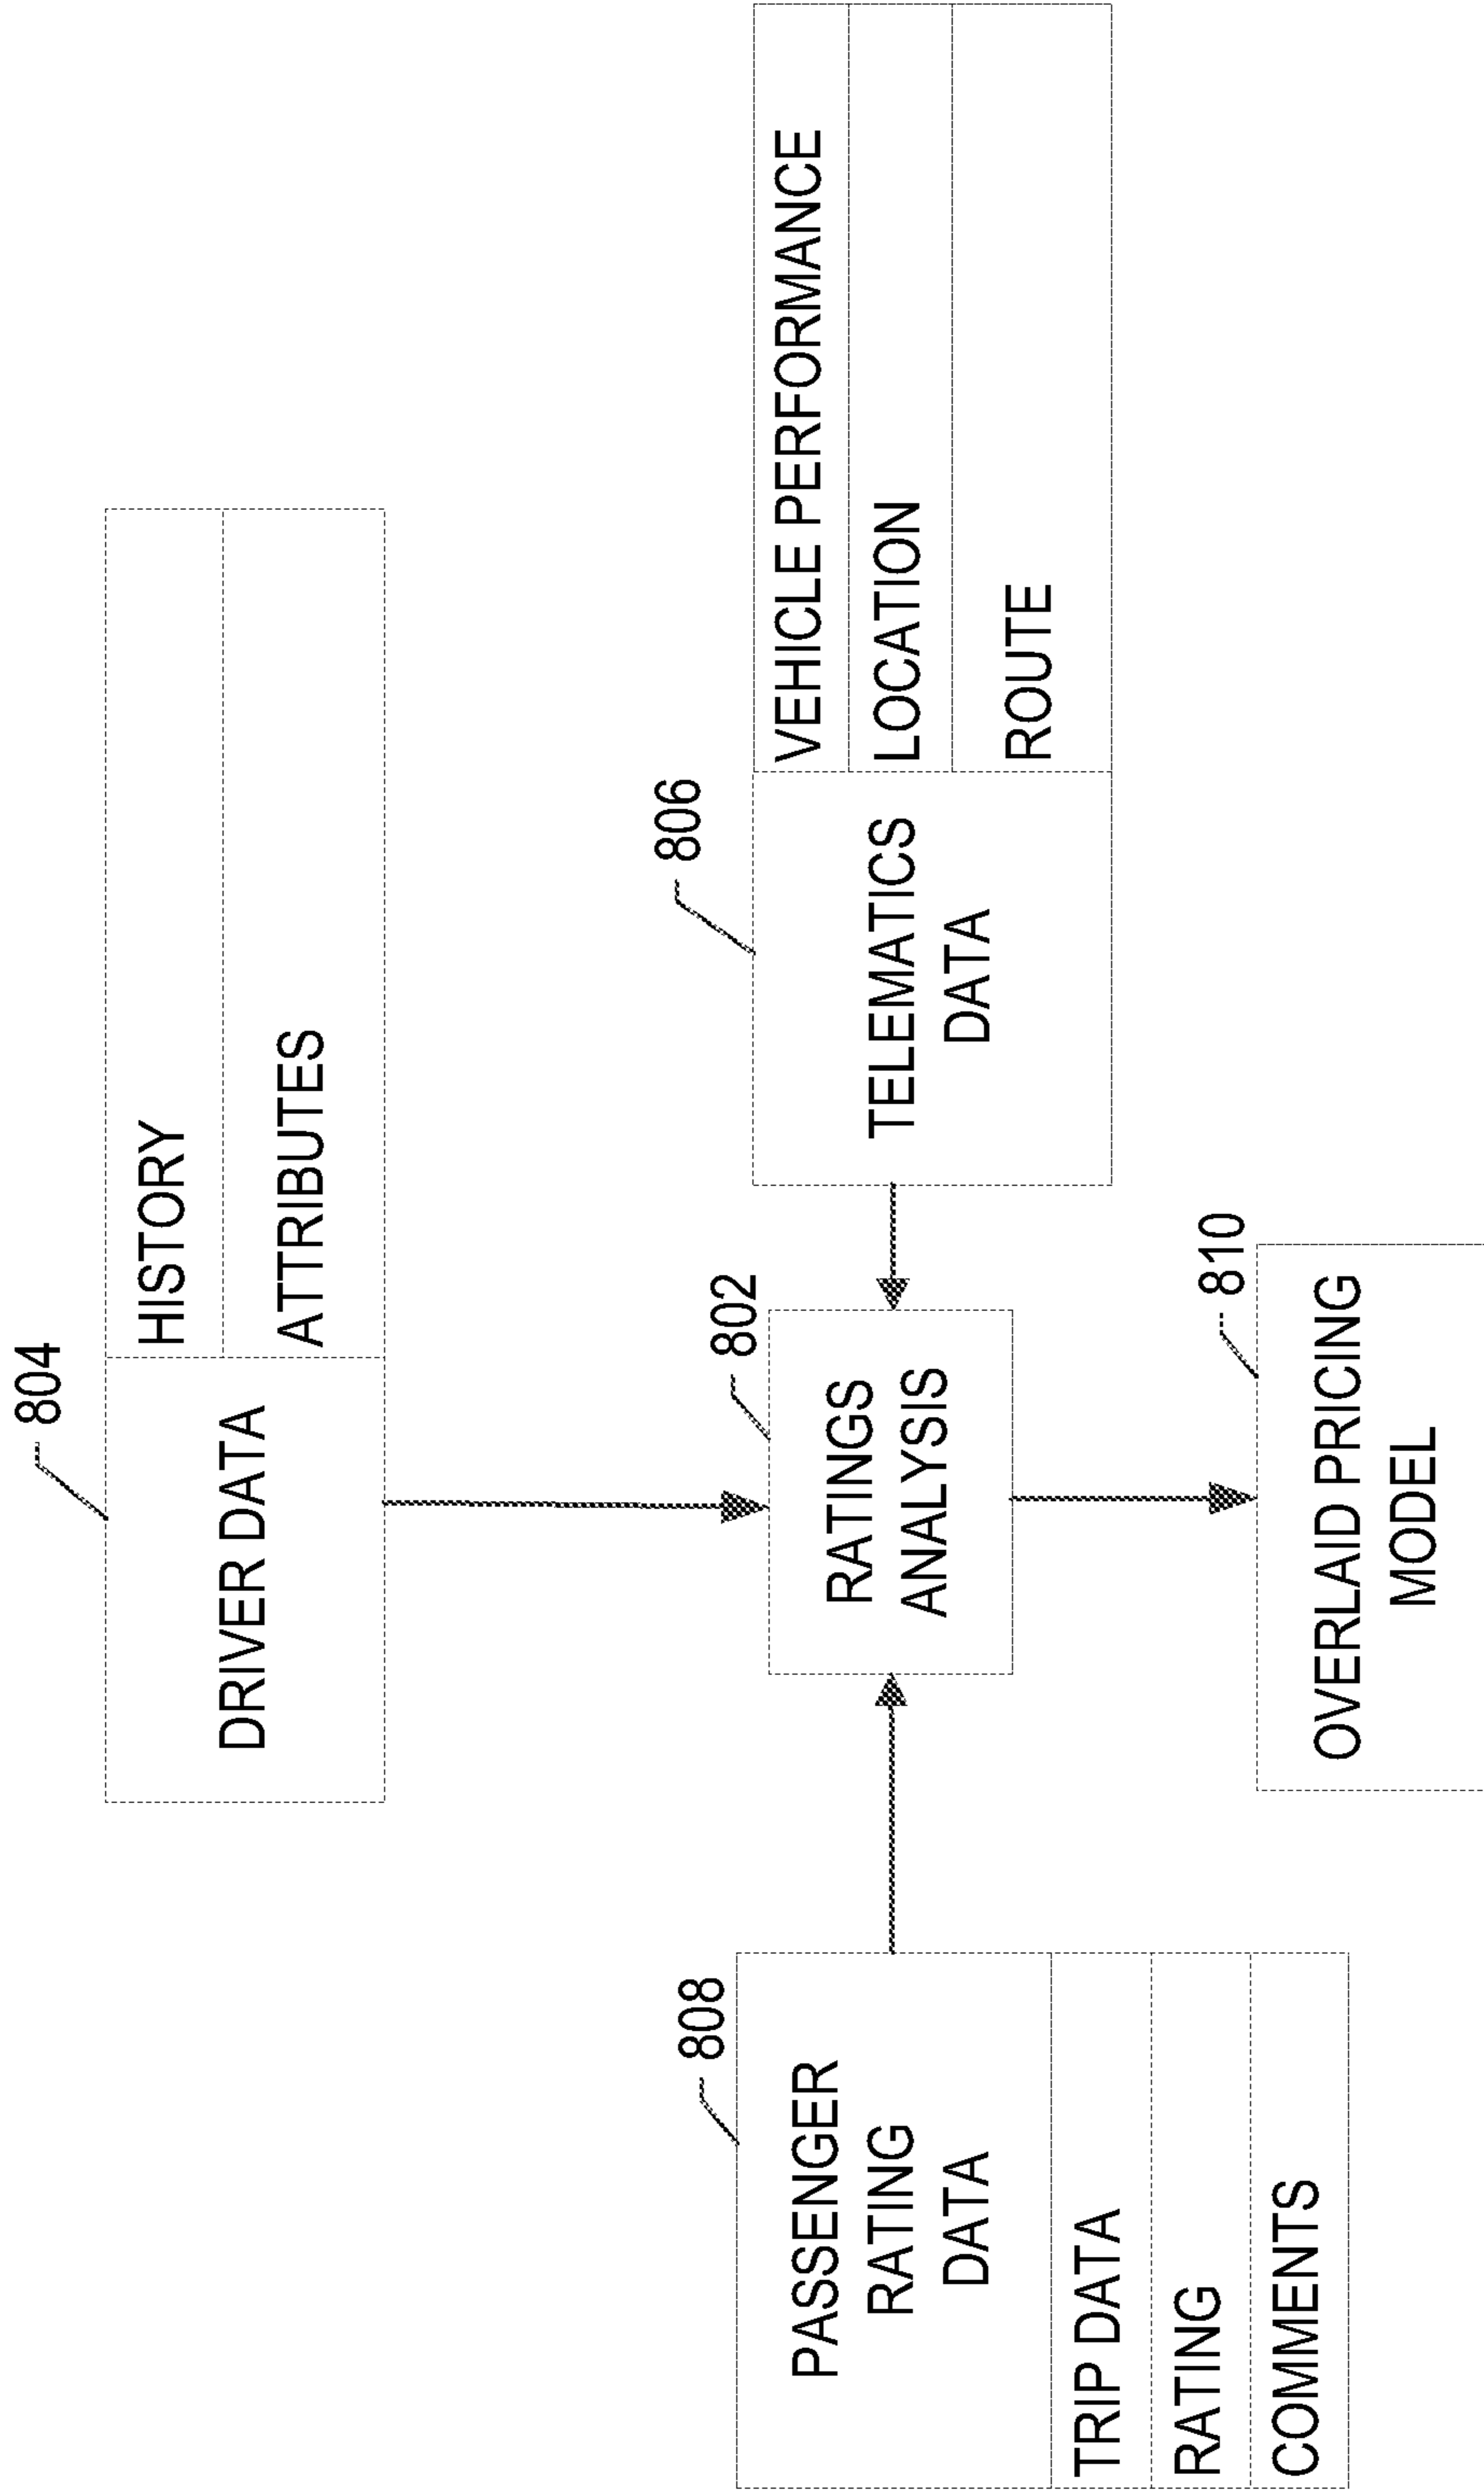 804
DRIVER DATA
HISTORY
ATTRIBUTES
808
PASSENGER
RATING
DATA
TRIP DATA
RATING
COMMENTS
802
RATINGS
ANALYSIS
806
TELEMATICS
DATA
VEHICLE PERFORMANCE
LOCATION
ROUTE
810
OVERLAID PRICING
MODEL